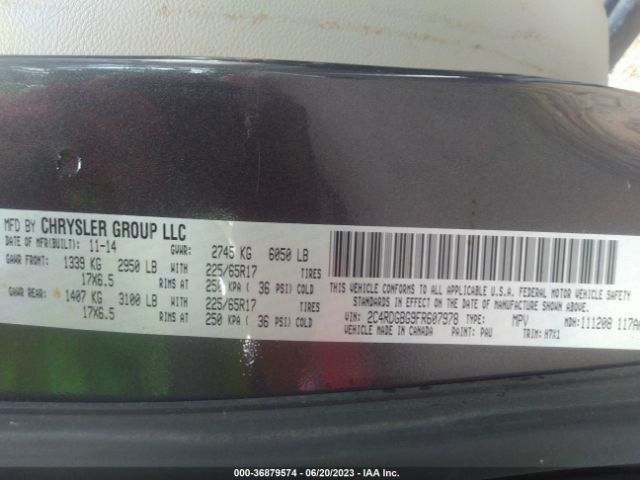 MFD BY CHRYSLER GROUP LLC
DATE OF MFR(BUILT): 11-14 GVWR: 2745 KG 6050 LB
GAWR FRONT: 1339 KG 2950 LB WITH 225/65R17 TIRES
17X6.5 RIMS AT 250 KPA ( 36 PSI) COLD
GAWR REAR: 1407 KG 3100 LB WITH 225/65R17 TIRES
17X6.5 RIMS AT 250 KPA ( 36 PSI) COLD
THIS VEHICLE CONFORMS TO ALL APPLICABLE U.S.A. FEDERAL MOTOR VEHICLE SAFETY
STANDARDS IN EFFECT ON THE DATE OF MANUFACTURE SHOWN ABOVE.
VIN: 2C4RDGBG9FR607978 TYPE: MPV MDH: 111208 117A
VEHICLE MADE IN CANADA PAINT: PAU TRIM: H7X1
000-36879574 — 06/20/2023 — IAA Inc.